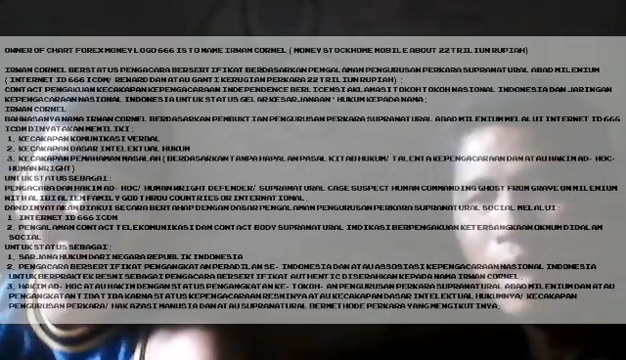 OWNER OF CHART FOREX MONEY LOGO 666 IS TO NAME IRWAN CORNEL ( MONEY STOCKHOME MOBILE ABOUT 22 TRILIUN RUPIAH)
IRWAN CORNEL BERSTATUS PENGACARA BERSERTIFIKAT BERDASARKAN PENGALAMAN PENGURUSAN PERKARA SUPRANATURAL ABAD MILENIUM
( INTERNET ID 666 ICDM/ RENARD DAN ATAU GANTI KERUGIAN PERKARA 22 TRILIUN RUPIAH) ;
CONTACT PENGAKUAN KECAKAPAN KEPENGACARAAN INDEPENDENCE BERLICENSI AKLAMASI TOKOH TOKOH NASIONAL INDONESIA DAN JARINGAN
KEPENGACARAAN NASIONAL INDONESIA UNTUK STATUS GELAR KESARJANAAN " HUKUM KEPADA NAMA ;
IRWAN CORNEL
BAHWASANYA NAMA IRWAN CORNEL BERDASARKAN PEMBUKTIAN PENGURUSAN PERKARA SUPRANATURAL ABAD MILENIUM MELALUI INTERNET ID 666
ICDM DINYATAKAN MEMILIKI ;
1. KECAKAPAN KOMUNIKASI VERBAL
2. KECAKAPAN DASAR INTELEKTUAL HUKUM
3. KECAKAPAN PEMAHAMAN MASALAH ( BERDASARKAN TANPA HAPALAN PASAL KITAB HUKUM/ TALENTA KEPENGACARAAN DAN ATAU HAKIM AD- HOC-
HUMAN WRIGHT)
UNTUK STATUS SEBAGAI ;
PENGACARA DAN HAKIM AD- HOC/ HUMAN WRIGHT DEFENDER/ SUPRANATURAL CASE SUSPECT HUMAN COMMANDING GHOST FROM GRAVE ON MILENIUM
WITH ALIBI ALIEN FAMILY GOD THROU COUNTRIES ON INTERNATIONAL.
DAN DINYATAKAN DIAKUI SECARA BERTAHAP DENGAN DASAR PENGALAMAN PENGURUSAN PERKARA SUPRANATURAL SOCIAL MELALUI ;
1. INTERNET ID 666 ICDM
2. PENGALAMAN CONTACT TELEKOMUNIKASI DAN CONTACT BODY SUPRANATURAL INDIKASI BERPENGAKUAN KETERSANGKAAN OKNUM DIDALAM
SOCIAL
UNTUK STATUS SEBAGAI ;
1. SARJANA HUKUM DARI NEGARA REPUBLIK INDONESIA
2. PENGACARA BERSERTIFIKAT PENGANGKATAN PERADILAN SE- INDONESIA DAN ATAU ASSOSIASI KEPENGACARAAN NASIONAL INDONESIA
UNTUK BERPRAKTEK RESMI SEBAGAI PENGACARA BERSERTIFIKAT AUTHENTIC DISERAHKAN KEPADA NAMA IRWAN CORNEL.
3. HAKIM AD- HOC ATAU HAKIM DENGAN STATUS PENGANGKATAN KE- TOKOH- AN PENGURUSAN PERKARA SUPRANATURAL ABAD MILENIUM DAN ATAU
PENGANGKATAN TIBA TIBA KARNA STATUS KEPENGACARAAN RESMINYA ATAU KECAKAPAN DASAR INTELEKTUAL HUKUMNYA/ KECAKAPAN
PENGURUSAN PERKARA/ HAK AZASI MANUSIA DAN ATAU SUPRANATURAL BERMETHODE PERKARA YANG MENGIKUTINYA;